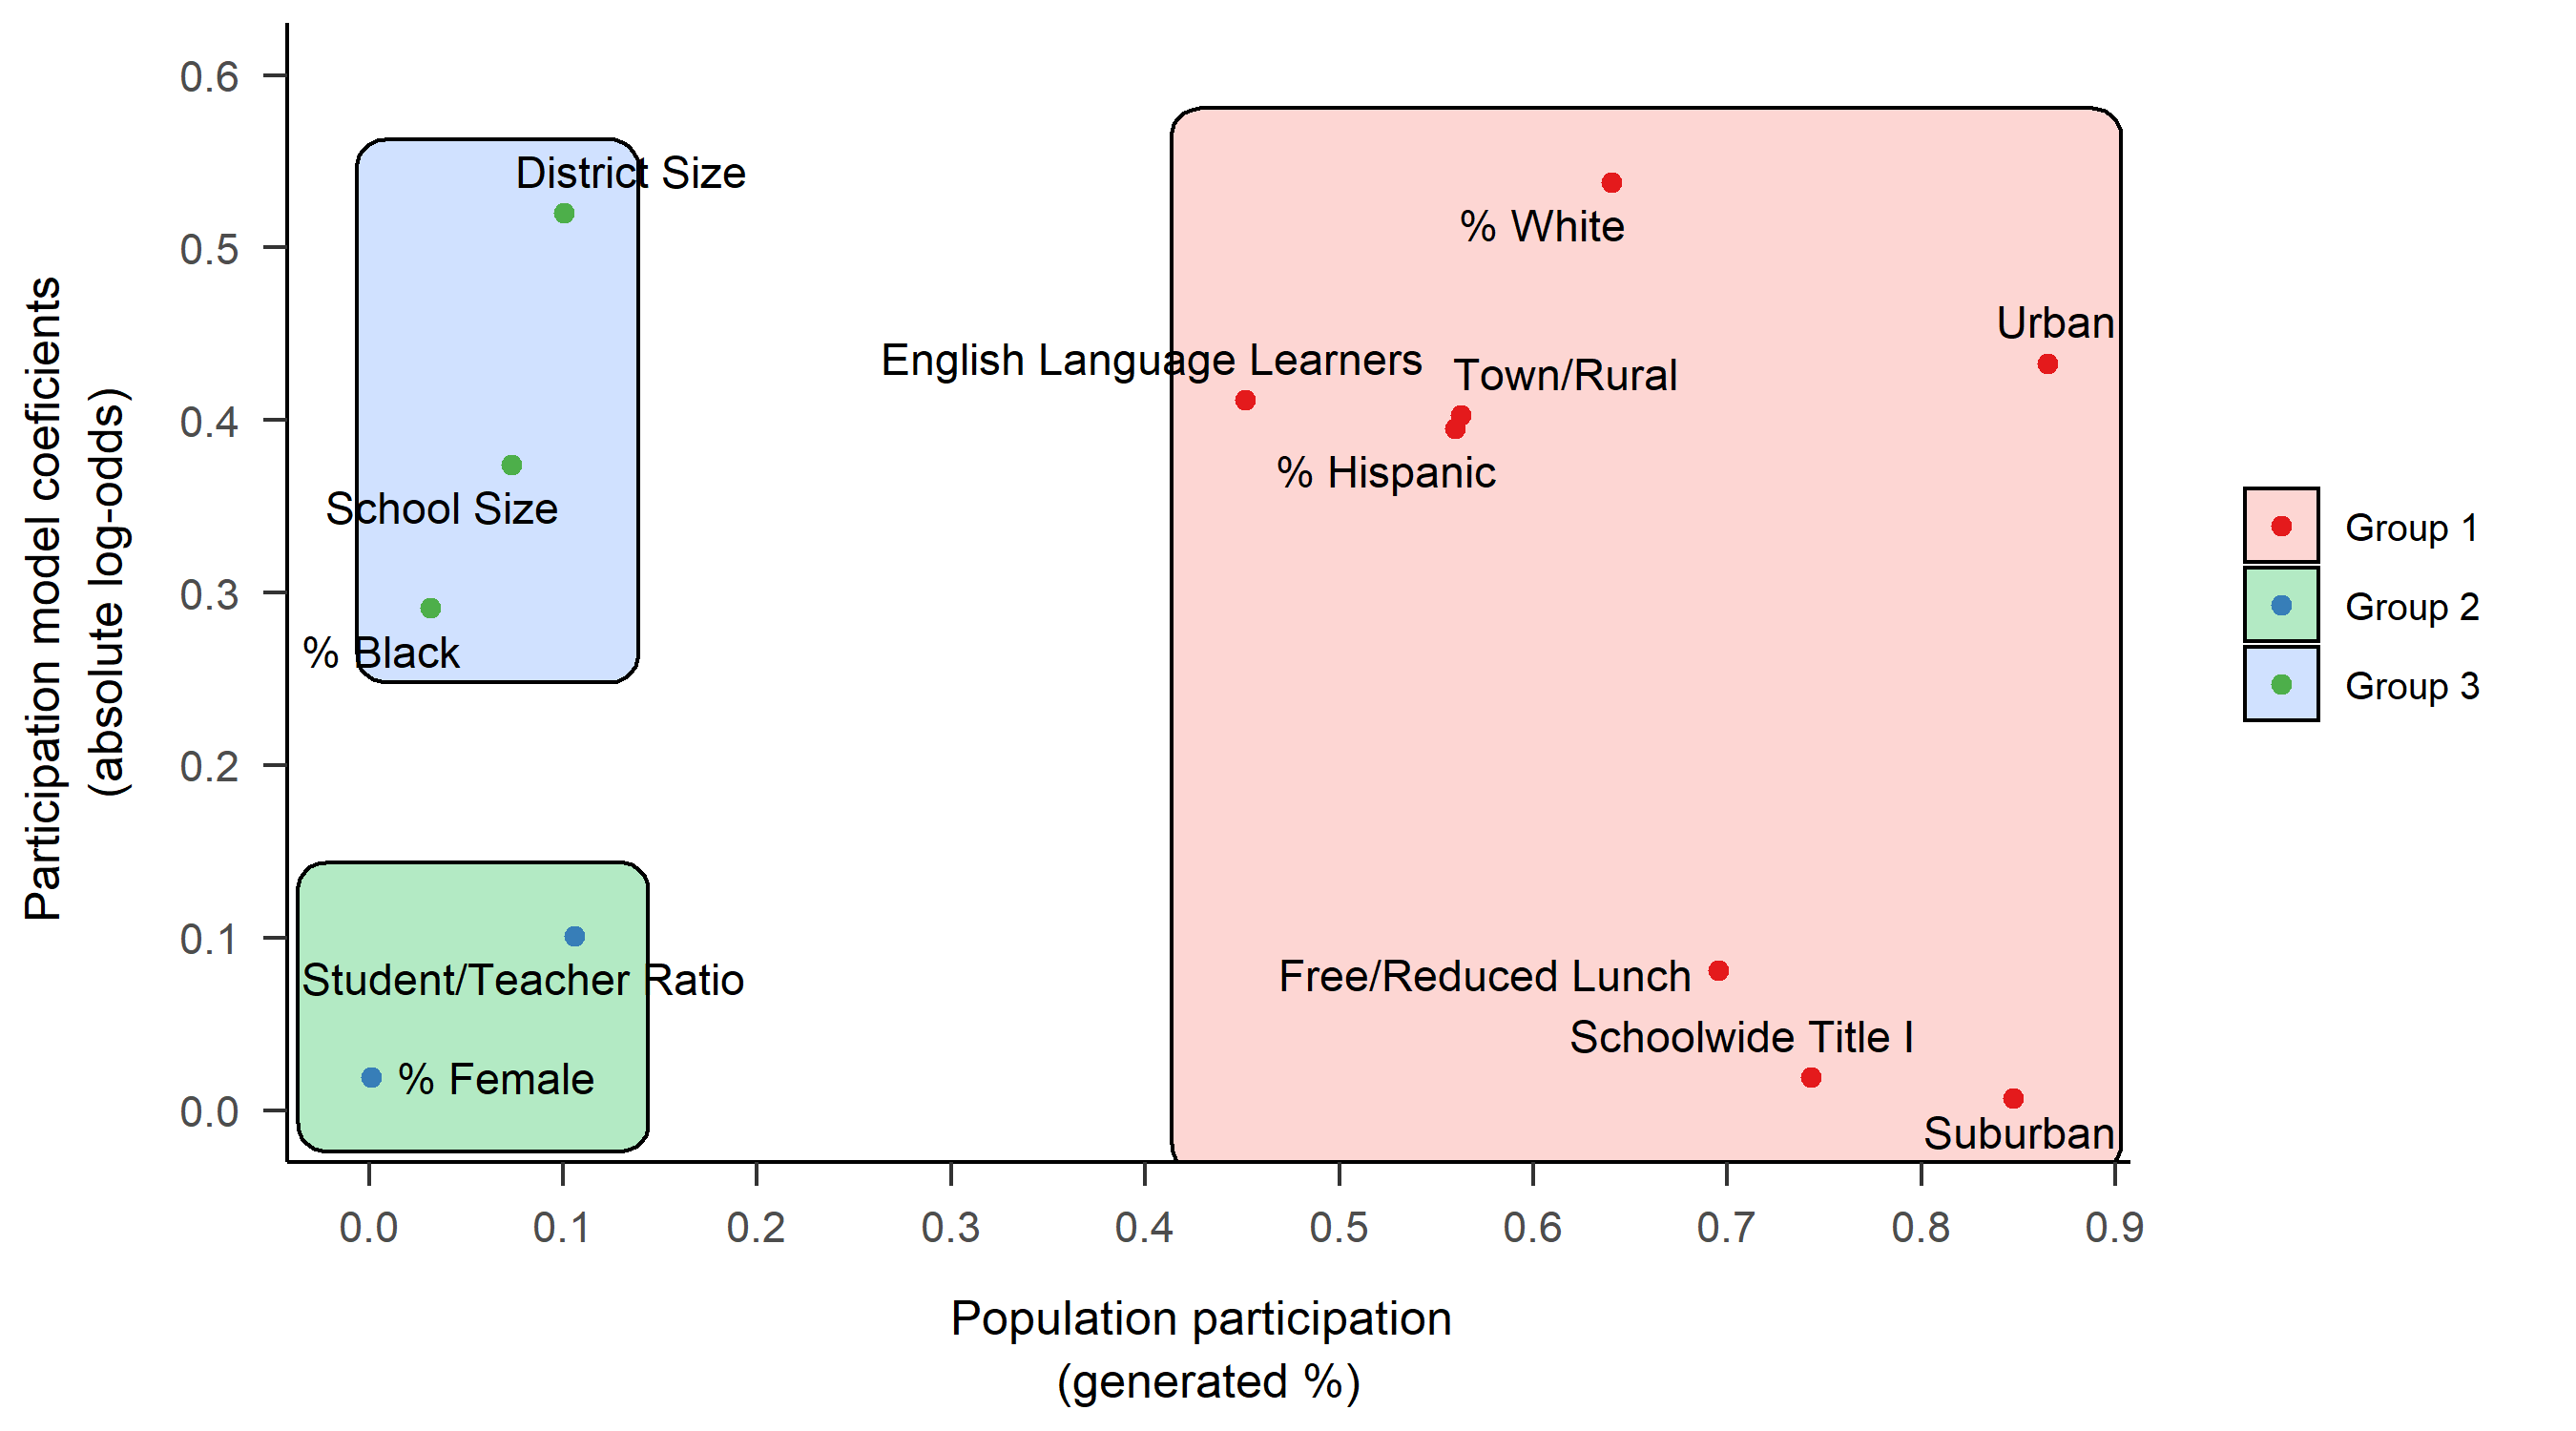 Participation model coeficients
(absolute log-odds)
0.6
0.5
0.4
0.3
0.2
0.1
0.0
District Size
School Size
% Black
Student/Teacher Ratio
% Female
% White
Urban
English Language Learners
Town/Rural
% Hispanic
Free/Reduced Lunch
Schoolwide Title I
Suburban
0.0 0.1 0.2 0.3 0.4 0.5 0.6 0.7 0.8 0.9
Population participation
(generated %)
Group 1
Group 2
Group 3